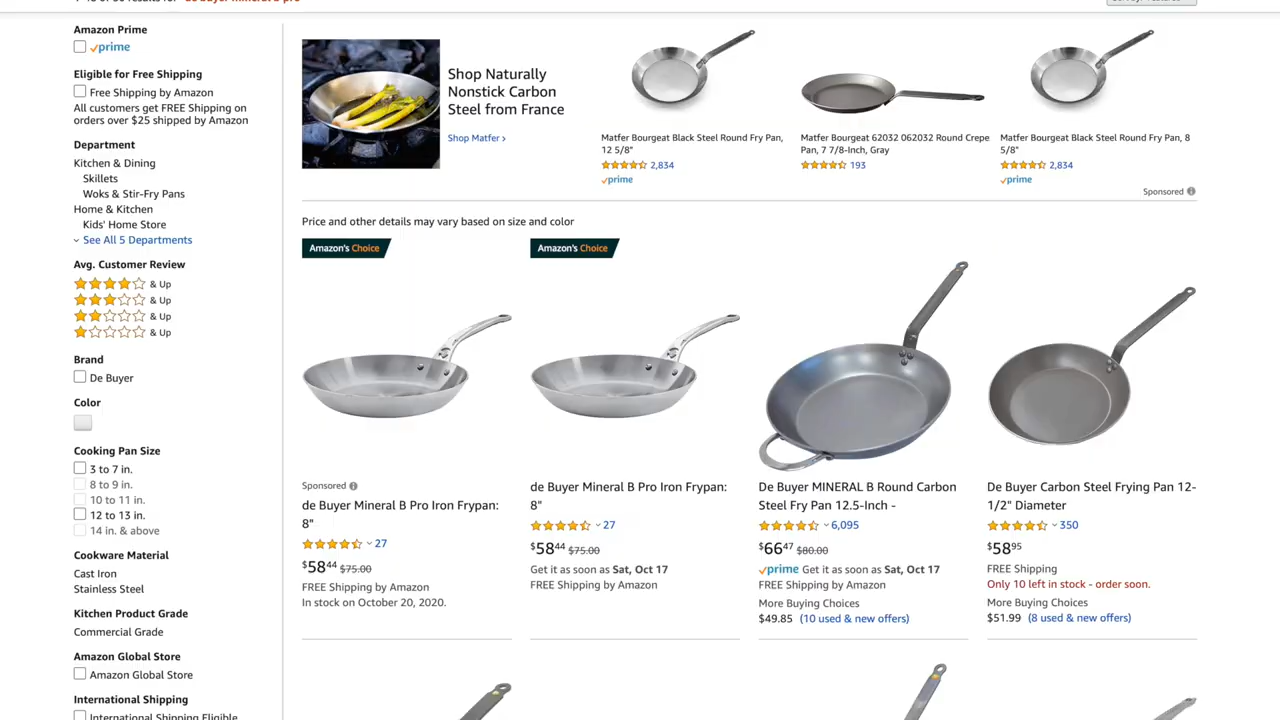 de buyer mineral b pro
Amazon Prime
prime
Eligible for Free Shipping
Free Shipping by Amazon
All customers get FREE Shipping on
orders over $25 shipped by Amazon
Department
Kitchen & Dining
Skillets
Woks & Stir-Fry Pans
Home & Kitchen
Kids' Home Store
See All 5 Departments
Avg. Customer Review
& Up
& Up
& Up
& Up
Brand
De Buyer
Color
Cooking Pan Size
3 to 7 in.
8 to 9 in.
10 to 11 in.
12 to 13 in.
14 in. & above
Cookware Material
Cast Iron
Stainless Steel
Kitchen Product Grade
Commercial Grade
Amazon Global Store
Amazon Global Store
International Shipping
International Shipping Eligible
Shop Naturally
Nonstick Carbon
Steel from France
Shop Matfer ›
Matfer Bourgeat Black Steel Round Fry Pan,
12 5/8"
2,834
prime
Matfer Bourgeat 62032 062032 Round Crepe
Pan, 7 7/8-Inch, Gray
193
Matfer Bourgeat Black Steel Round Fry Pan, 8
5/8"
2,834
prime
Sponsored
Price and other details may vary based on size and color
Amazon's Choice
Sponsored
de Buyer Mineral B Pro Iron Frypan:
8"
27
$58.44 $75.00
FREE Shipping by Amazon
In stock on October 20, 2020.
Amazon's Choice
de Buyer Mineral B Pro Iron Frypan:
8"
27
$58.44 $75.00
Get it as soon as Sat, Oct 17
FREE Shipping by Amazon
De Buyer MINERAL B Round Carbon
Steel Fry Pan 12.5-Inch -
6,095
$66.47 $80.00
prime Get it as soon as Sat, Oct 17
FREE Shipping by Amazon
More Buying Choices
$49.85 (10 used & new offers)
De Buyer Carbon Steel Frying Pan 12-
1/2" Diameter
350
$58.95
FREE Shipping
Only 10 left in stock - order soon.
More Buying Choices
$51.99 (8 used & new offers)